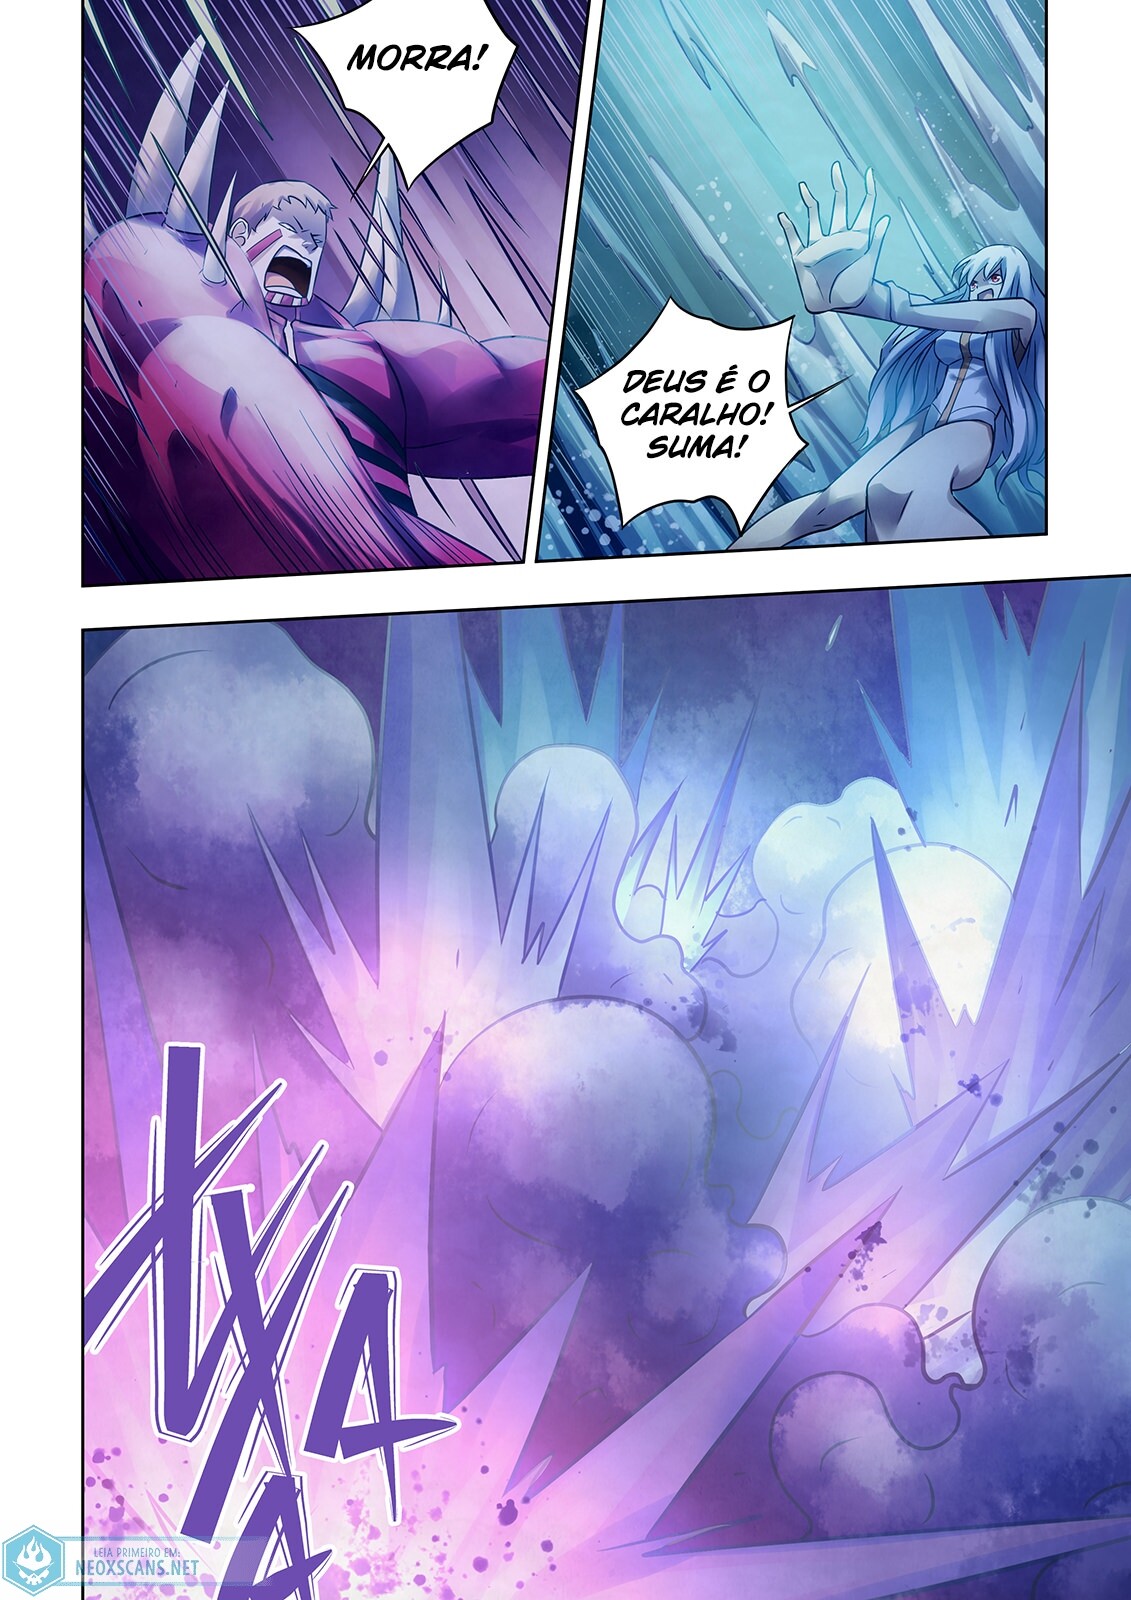 MORRA!
DEUS É O
CARALHO!
SUMA!
LEIA PRIMEIRO EM:
NEOXSCANS.NET